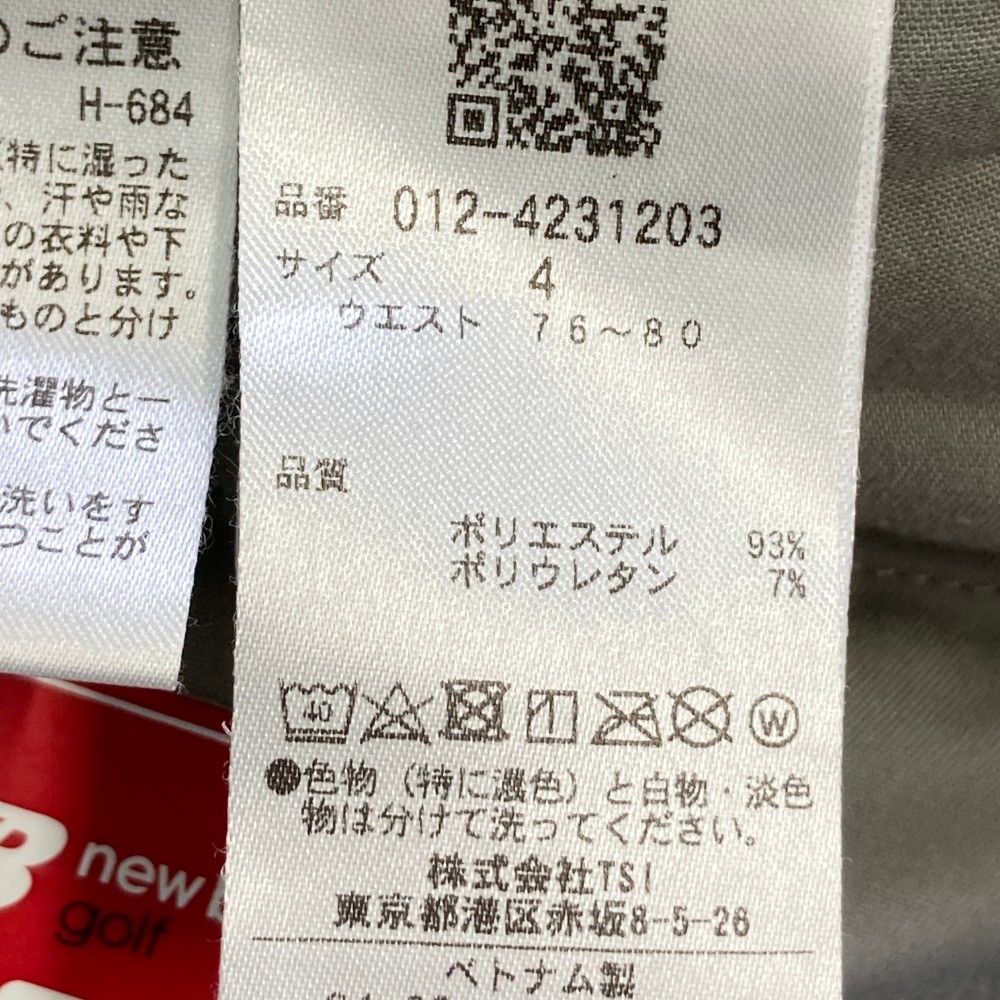 のご注意
H-684
特に湿った
、汗や雨な
の衣料や下
があります。
ものと分け
洗濯物と一
いでくださ
洗いをす
つことが
品番 012-4231203
サイズ 4
ウエスト 76~80
品質
ポリエステル 93%
ポリウレタン 7%
40
W
●色物（特に濃色）と白物・淡色
物は分けて洗ってください。
株式会社TSI
東京都港区赤坂8-5-26
ベトナム製
new
golf